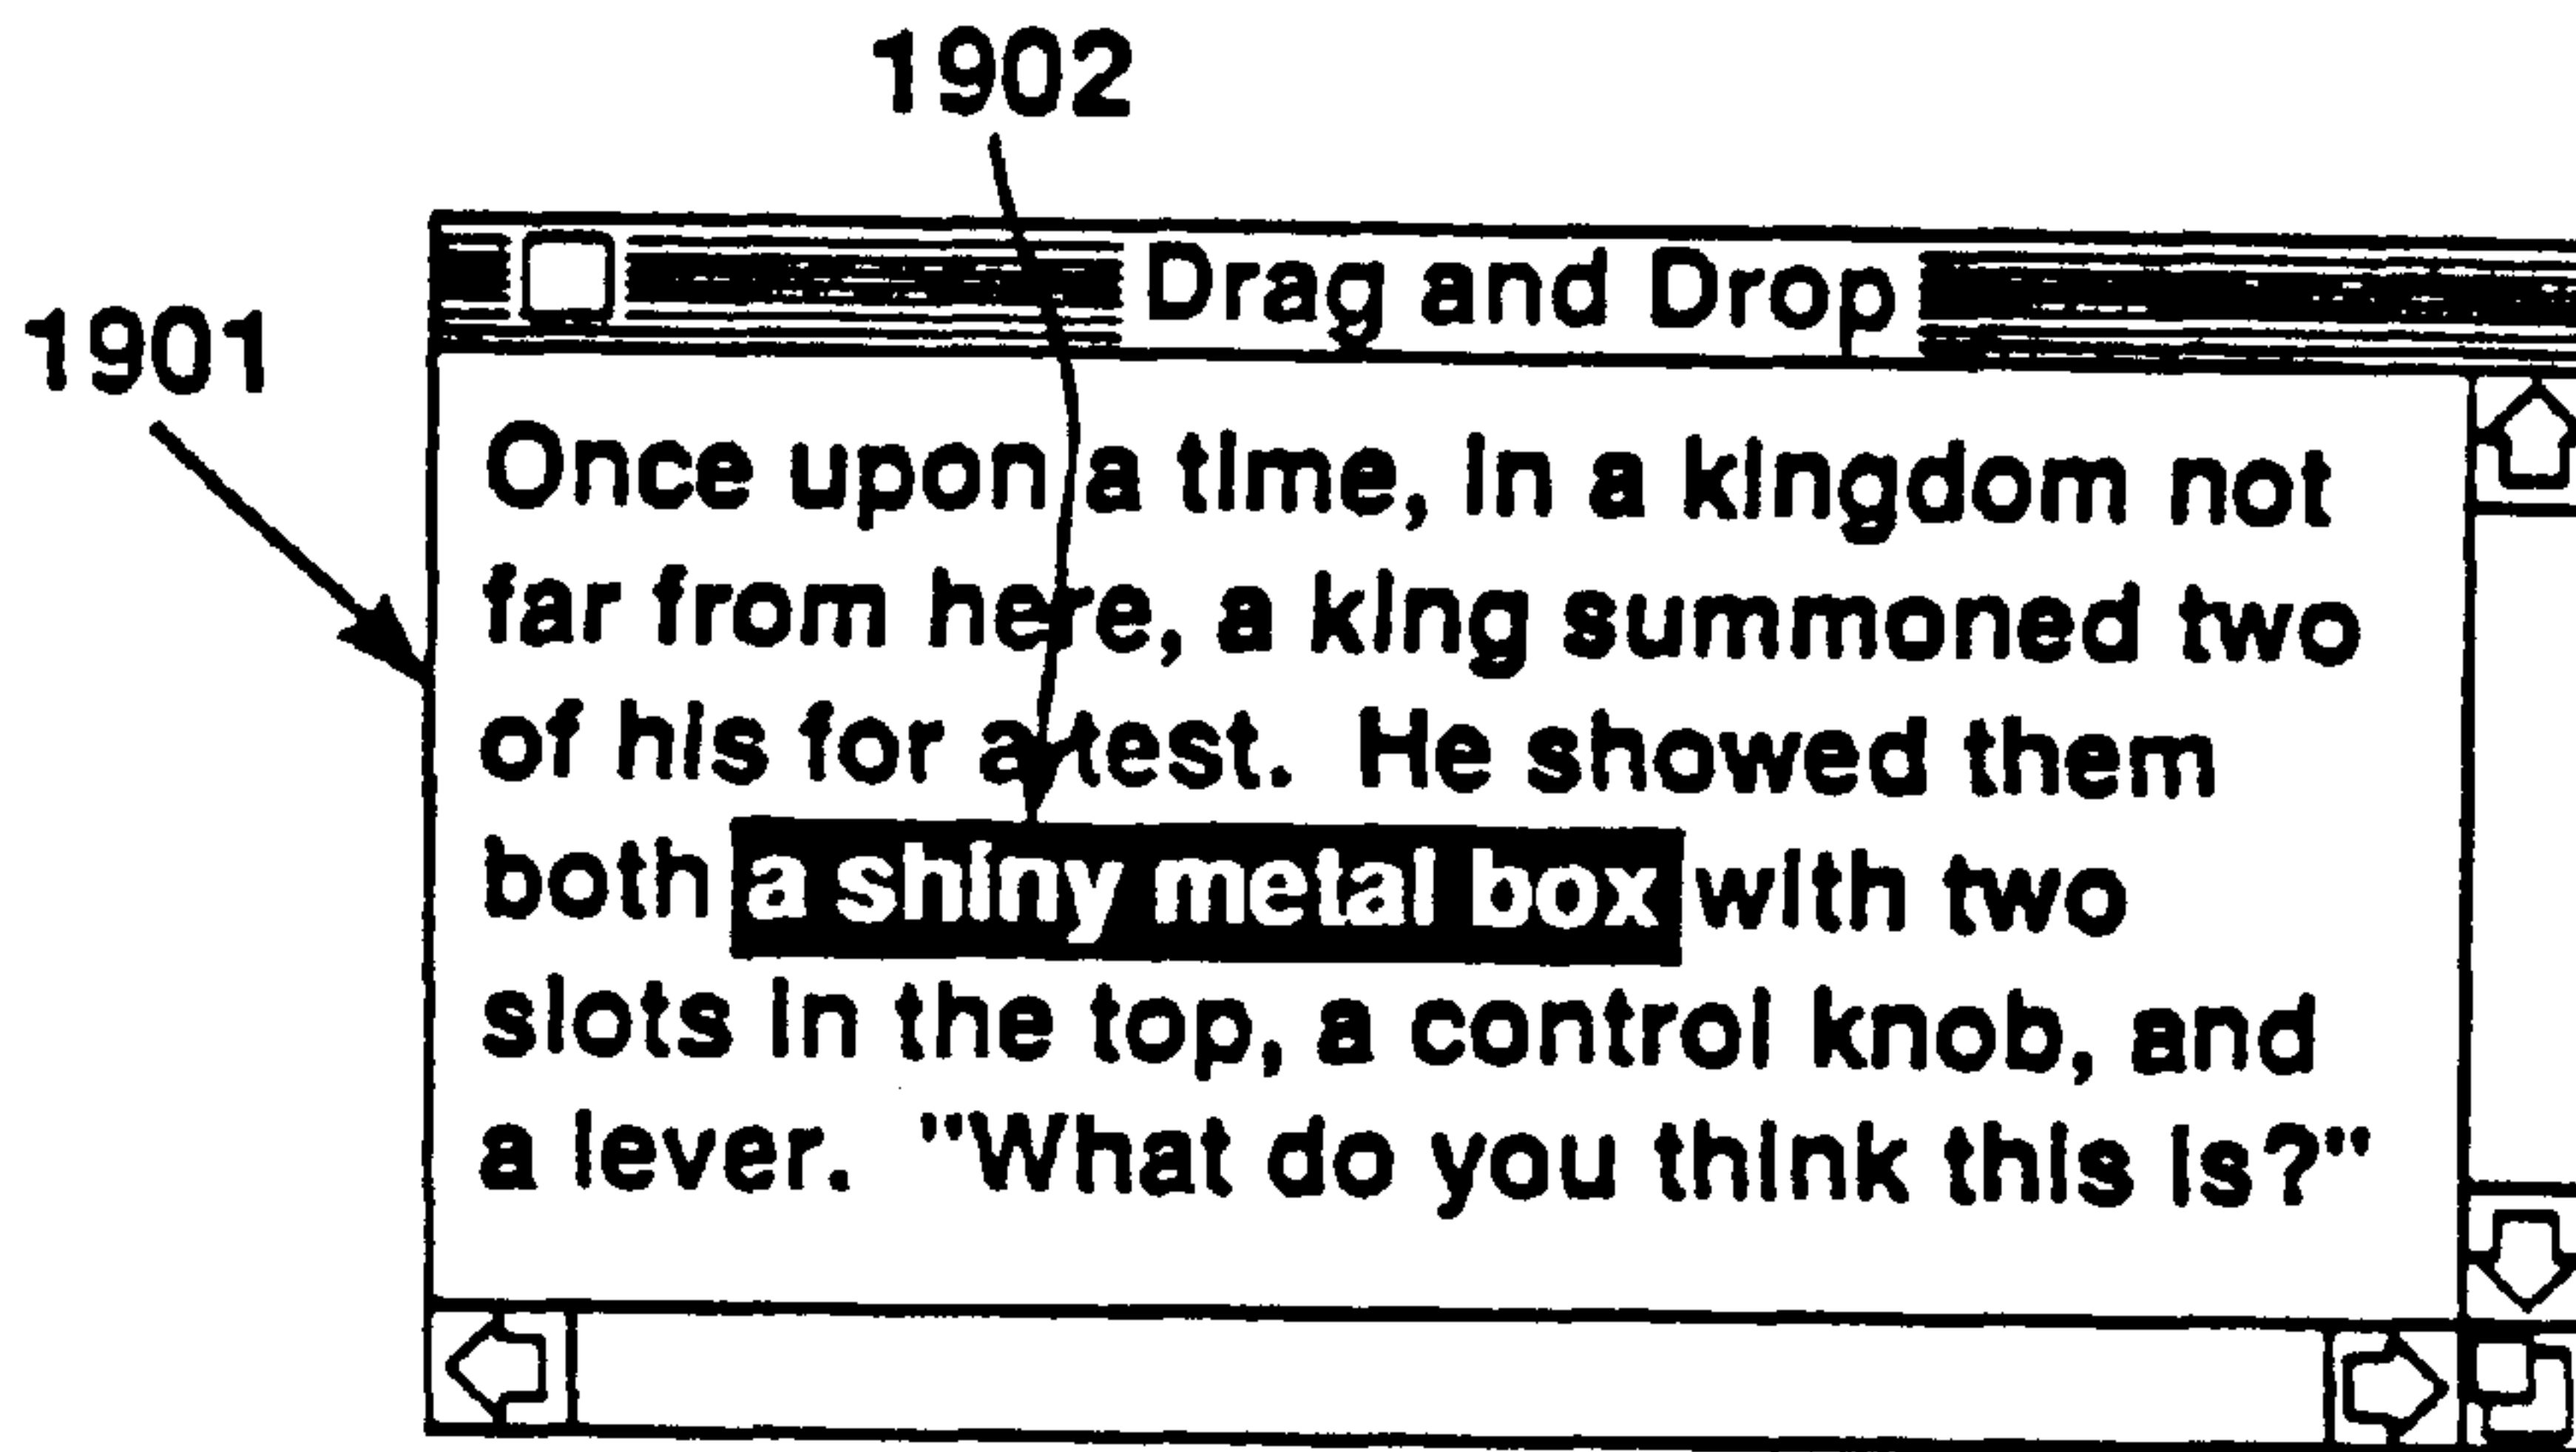 1902
Drag and Drop
1901
Once upon a time, in a kingdom not
far from here, a king summoned two
of his for a test. He showed them
both a shiny metal box with two
slots in the top, a control knob, and
a lever. "What do you think this is?"